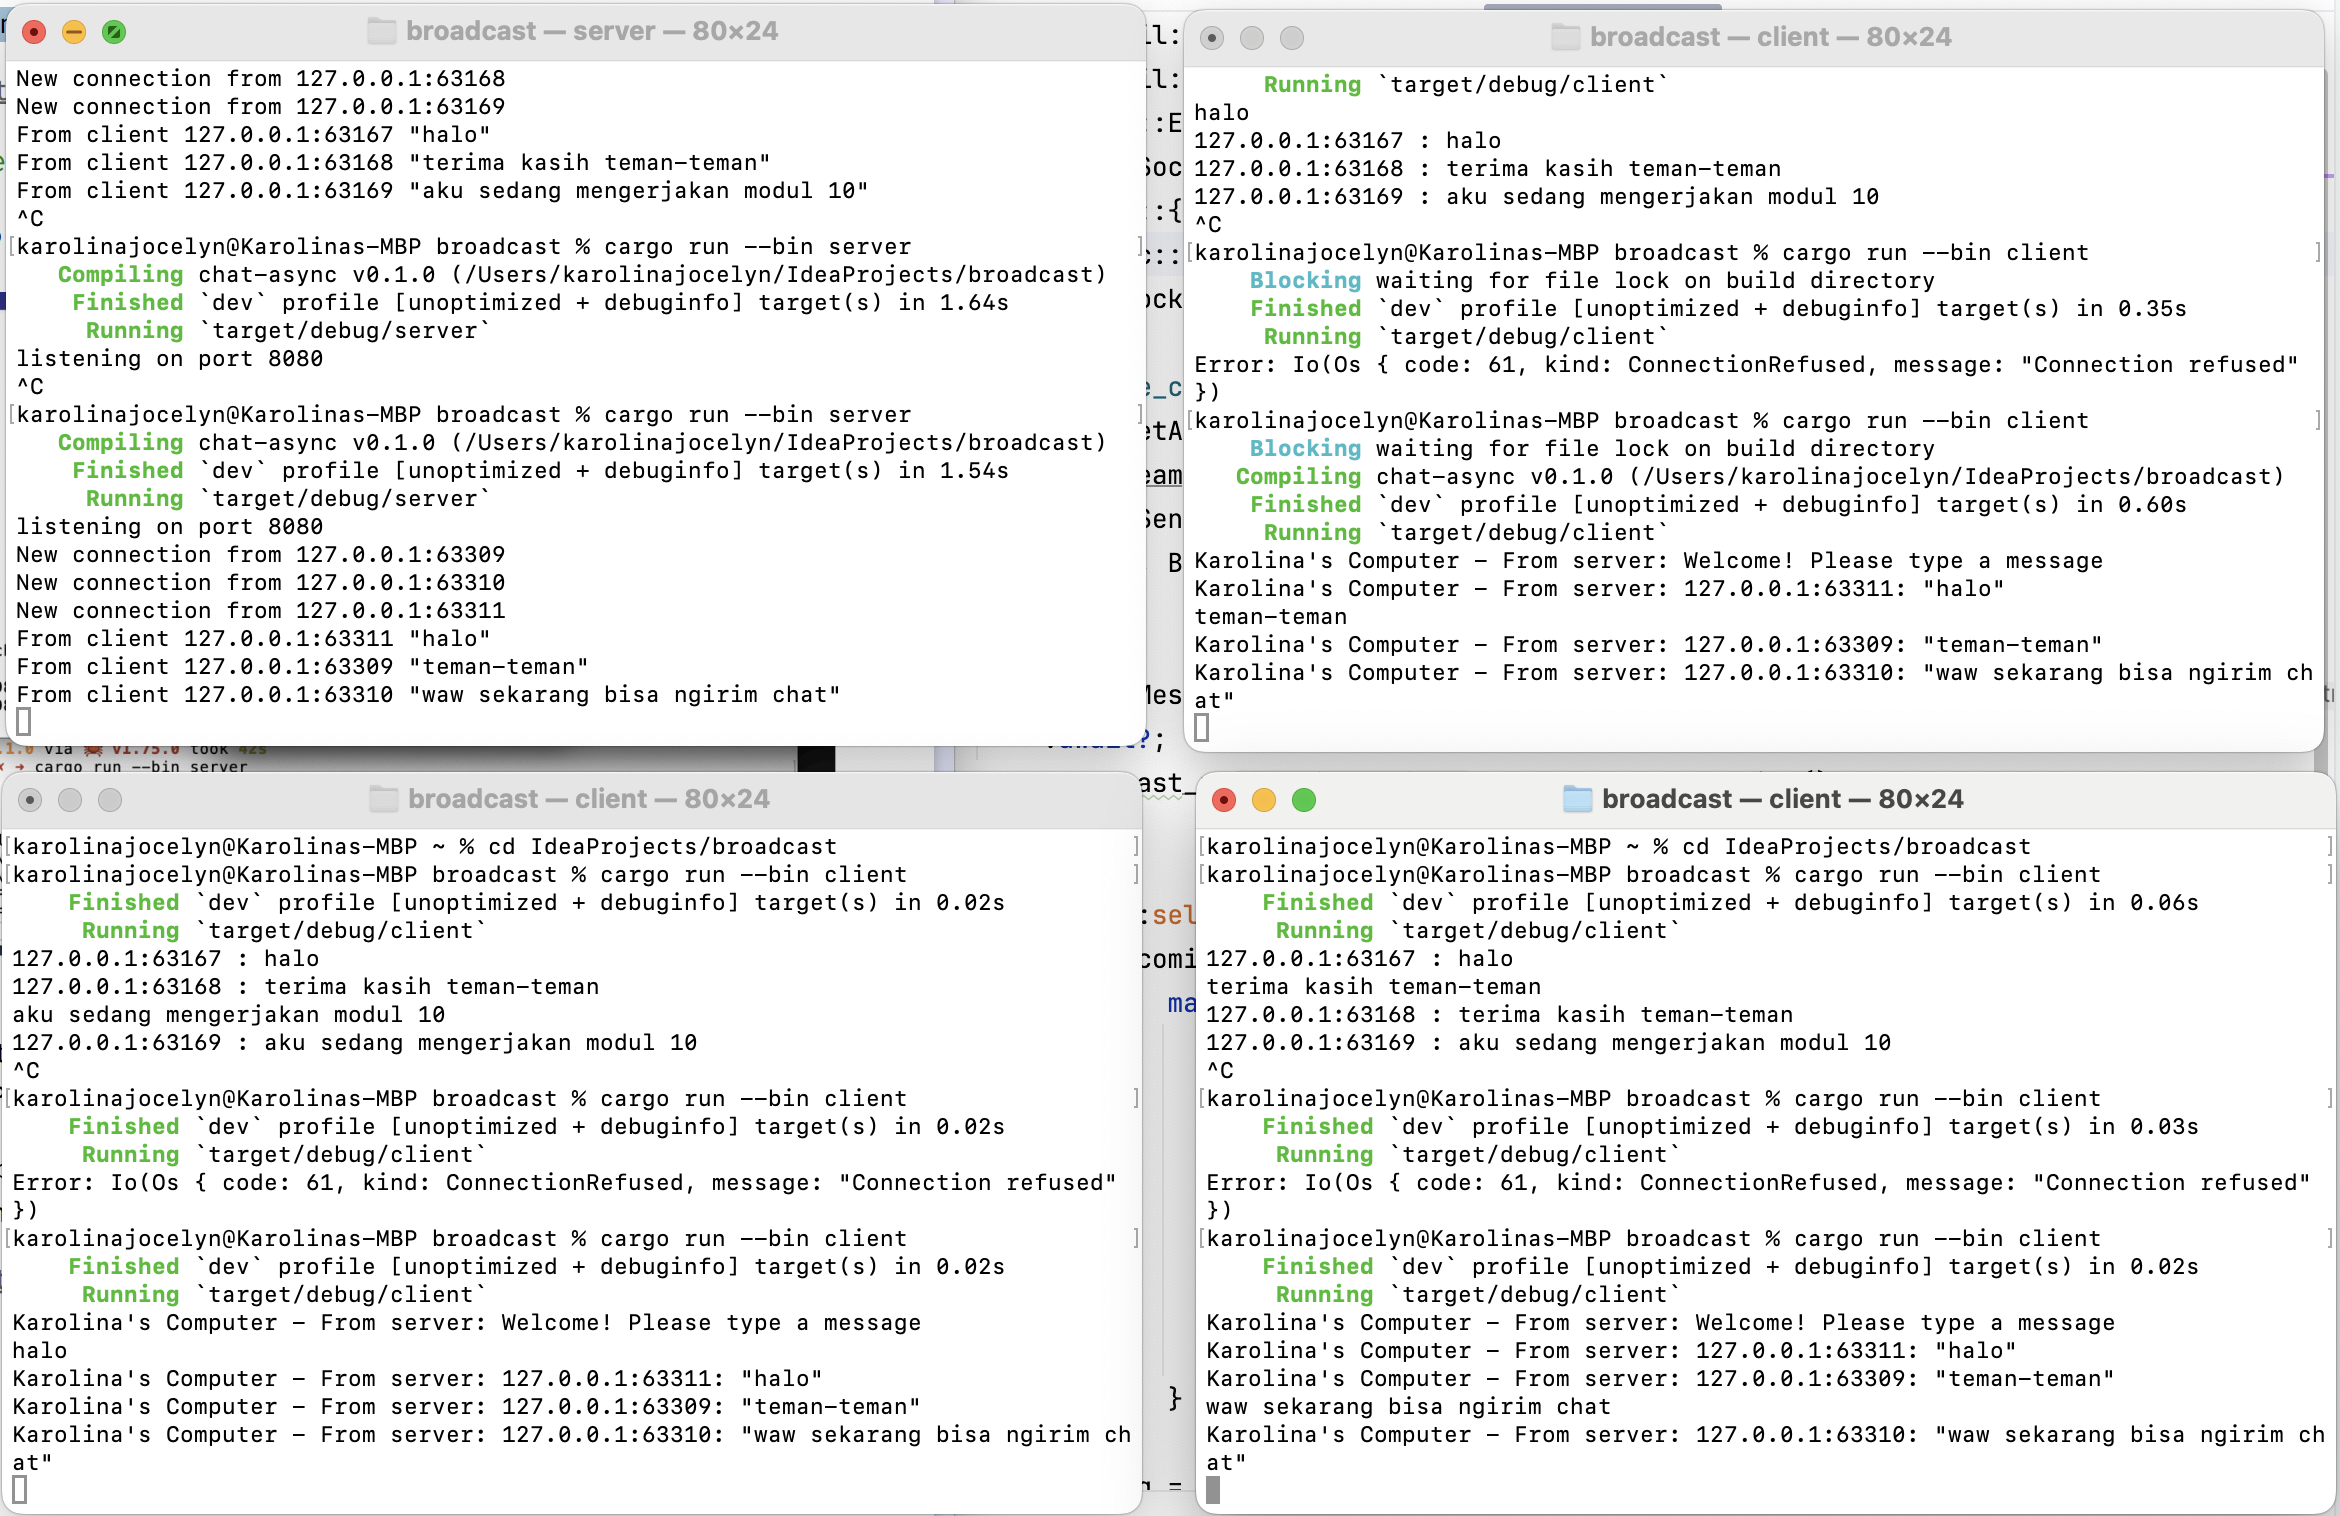 broadcast — server — 80×24
New connection from 127.0.0.1:63168
New connection from 127.0.0.1:63169
From client 127.0.0.1:63167 "halo"
From client 127.0.0.1:63168 "terima kasih teman-teman"
From client 127.0.0.1:63169 "aku sedang mengerjakan modul 10"
^C
[karolinajocelyn@Karolinas-MBP broadcast % cargo run --bin server ]
Compiling chat-async v0.1.0 (/Users/karolinajocelyn/IdeaProjects/broadcast)
Finished `dev` profile [unoptimized + debuginfo] target(s) in 1.64s
Running `target/debug/server`
listening on port 8080
^C
[karolinajocelyn@Karolinas-MBP broadcast % cargo run --bin server ]
Compiling chat-async v0.1.0 (/Users/karolinajocelyn/IdeaProjects/broadcast)
Finished `dev` profile [unoptimized + debuginfo] target(s) in 1.54s
Running `target/debug/server`
listening on port 8080
New connection from 127.0.0.1:63309
New connection from 127.0.0.1:63310
New connection from 127.0.0.1:63311
From client 127.0.0.1:63311 "halo"
From client 127.0.0.1:63309 "teman-teman"
From client 127.0.0.1:63310 "waw sekarang bisa ngirim chat"
broadcast — client — 80×24
Running `target/debug/client`
halo
127.0.0.1:63167 : halo
127.0.0.1:63168 : terima kasih teman-teman
127.0.0.1:63169 : aku sedang mengerjakan modul 10
^C
[karolinajocelyn@Karolinas-MBP broadcast % cargo run --bin client ]
Blocking waiting for file lock on build directory
Finished `dev` profile [unoptimized + debuginfo] target(s) in 0.35s
Running `target/debug/client`
Error: Io(Os { code: 61, kind: ConnectionRefused, message: "Connection refused"
})
[karolinajocelyn@Karolinas-MBP broadcast % cargo run --bin client ]
Blocking waiting for file lock on build directory
Compiling chat-async v0.1.0 (/Users/karolinajocelyn/IdeaProjects/broadcast)
Finished `dev` profile [unoptimized + debuginfo] target(s) in 0.60s
Running `target/debug/client`
Karolina's Computer – From server: Welcome! Please type a message
Karolina's Computer – From server: 127.0.0.1:63311: "halo"
teman-teman
Karolina's Computer – From server: 127.0.0.1:63309: "teman-teman"
Karolina's Computer – From server: 127.0.0.1:63310: "waw sekarang bisa ngirim ch
at"
via v1.75.0 took 42s
cargo run --bin server
broadcast — client — 80×24
[karolinajocelyn@Karolinas-MBP ~ % cd IdeaProjects/broadcast ]
[karolinajocelyn@Karolinas-MBP broadcast % cargo run --bin client ]
Finished `dev` profile [unoptimized + debuginfo] target(s) in 0.02s
Running `target/debug/client`
127.0.0.1:63167 : halo
127.0.0.1:63168 : terima kasih teman-teman
aku sedang mengerjakan modul 10
127.0.0.1:63169 : aku sedang mengerjakan modul 10
^C
[karolinajocelyn@Karolinas-MBP broadcast % cargo run --bin client ]
Finished `dev` profile [unoptimized + debuginfo] target(s) in 0.02s
Running `target/debug/client`
Error: Io(Os { code: 61, kind: ConnectionRefused, message: "Connection refused"
})
[karolinajocelyn@Karolinas-MBP broadcast % cargo run --bin client ]
Finished `dev` profile [unoptimized + debuginfo] target(s) in 0.02s
Running `target/debug/client`
Karolina's Computer – From server: Welcome! Please type a message
halo
Karolina's Computer – From server: 127.0.0.1:63311: "halo"
Karolina's Computer – From server: 127.0.0.1:63309: "teman-teman"
Karolina's Computer – From server: 127.0.0.1:63310: "waw sekarang bisa ngirim ch
at"
broadcast — client — 80×24
[karolinajocelyn@Karolinas-MBP ~ % cd IdeaProjects/broadcast ]
[karolinajocelyn@Karolinas-MBP broadcast % cargo run --bin client ]
Finished `dev` profile [unoptimized + debuginfo] target(s) in 0.06s
Running `target/debug/client`
127.0.0.1:63167 : halo
terima kasih teman-teman
127.0.0.1:63168 : terima kasih teman-teman
127.0.0.1:63169 : aku sedang mengerjakan modul 10
^C
[karolinajocelyn@Karolinas-MBP broadcast % cargo run --bin client ]
Finished `dev` profile [unoptimized + debuginfo] target(s) in 0.03s
Running `target/debug/client`
Error: Io(Os { code: 61, kind: ConnectionRefused, message: "Connection refused"
})
[karolinajocelyn@Karolinas-MBP broadcast % cargo run --bin client ]
Finished `dev` profile [unoptimized + debuginfo] target(s) in 0.02s
Running `target/debug/client`
Karolina's Computer – From server: Welcome! Please type a message
Karolina's Computer – From server: 127.0.0.1:63311: "halo"
Karolina's Computer – From server: 127.0.0.1:63309: "teman-teman"
waw sekarang bisa ngirim chat
Karolina's Computer – From server: 127.0.0.1:63310: "waw sekarang bisa ngirim ch
at"